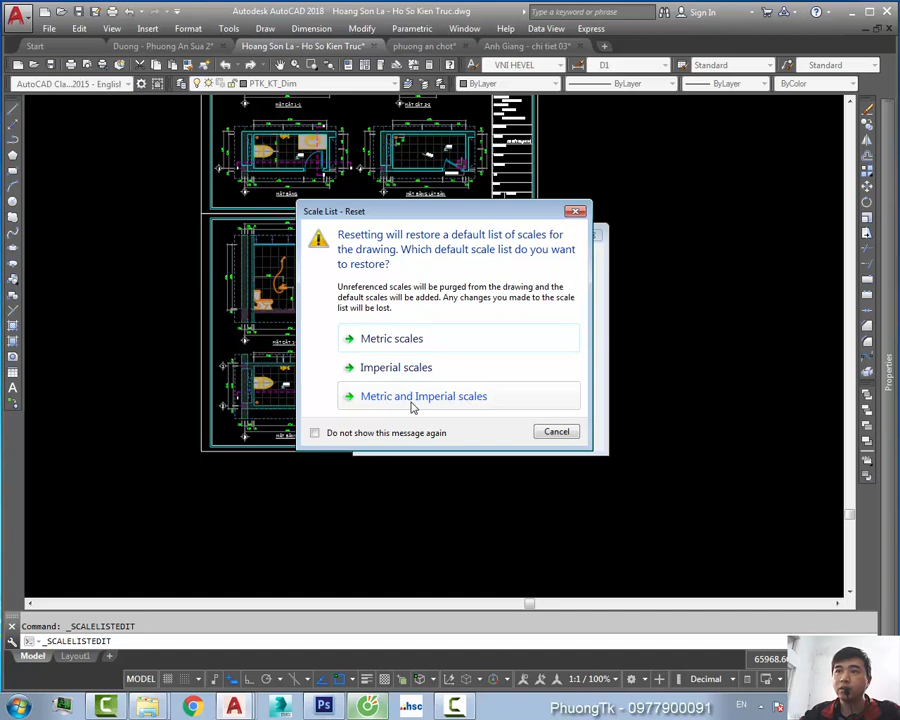 Autodesk AutoCAD 2018 Hoang Son La - Ho So Kien Truc.dwg
Type a keyword or phrase
Sign In
File Edit View Insert Format Tools Draw Dimension Modify Parametric Window Help Data View Express
Start
Duong - Phuong An Sua 2*
Hoang Son La - Ho So Kien Truc*
phuong an chot*
Anh Giang - chi tiet 03*
AutoCAD Cla...2015 - English
PTK_KT_Dim
VNI HEVEL
D1
Standard
Standard
ByLayer
ByLayer
ByLayer
ByColor
Scale List - Reset
Resetting will restore a default list of scales for
the drawing. Which default scale list do you want
to restore?
Unreferenced scales will be purged from the drawing and the
default scales will be added. Any changes you made to the scale
list will be lost.
Metric scales
Imperial scales
Metric and Imperial scales
Do not show this message again
Cancel
Properties
Command: _SCALELISTEDIT
_SCALELISTEDIT
Model
Layout1
MODEL
1:1 / 100%
Decimal
PhuongTk - 0977900091
EN